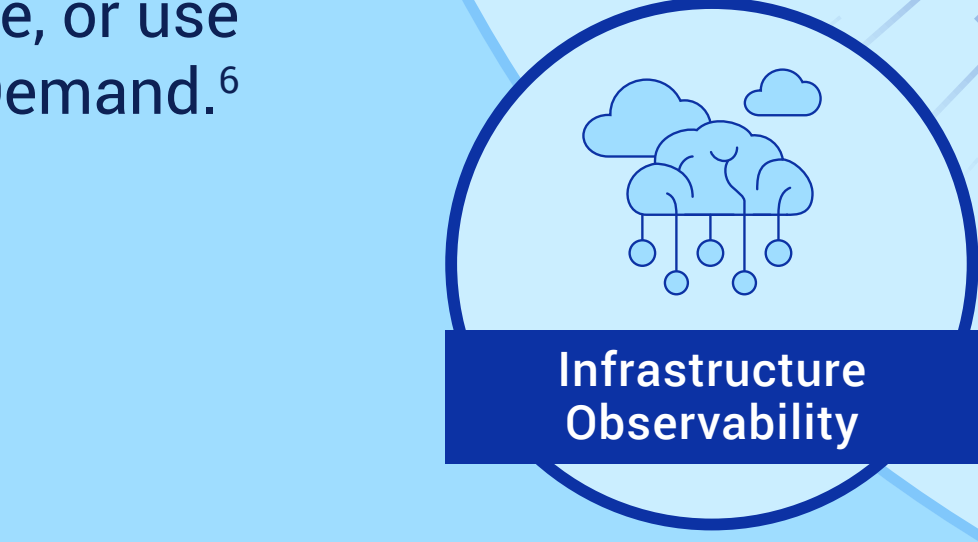 e, or use
emand.⁶
Infrastructure
Observability